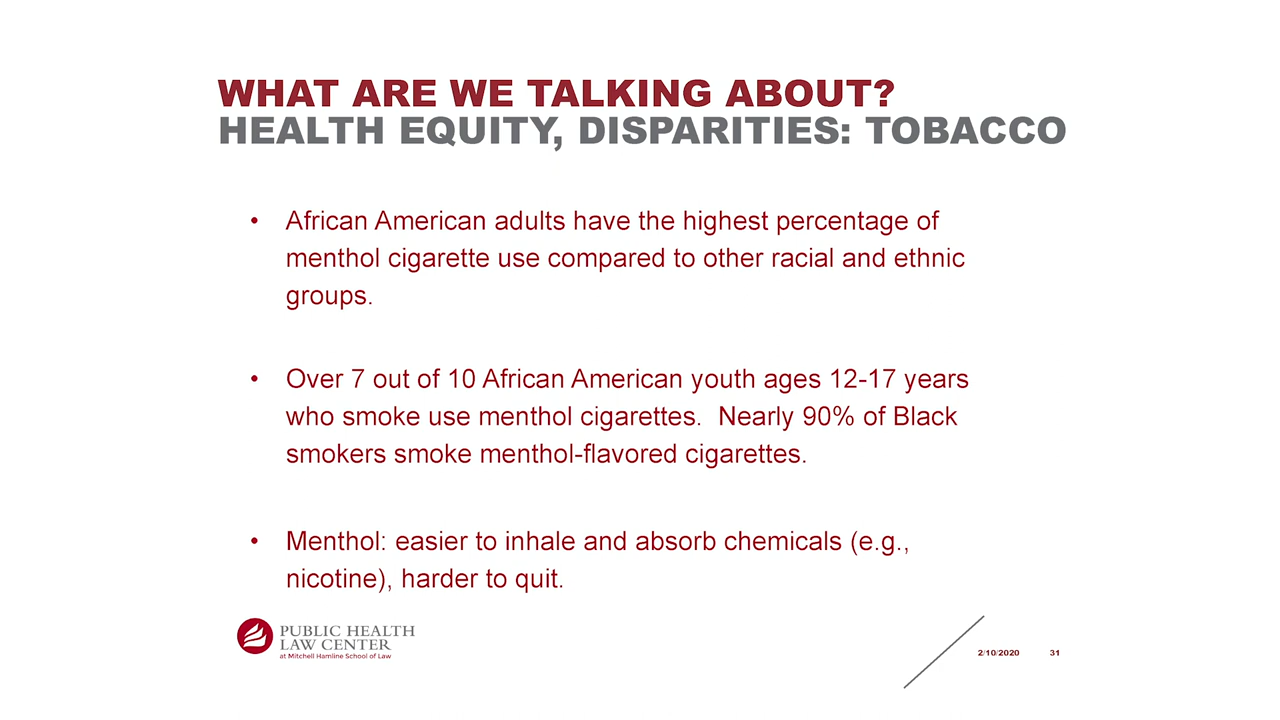 WHAT ARE WE TALKING ABOUT?
HEALTH EQUITY, DISPARITIES: TOBACCO
• African American adults have the highest percentage of
menthol cigarette use compared to other racial and ethnic
groups.
• Over 7 out of 10 African American youth ages 12-17 years
who smoke use menthol cigarettes.  Nearly 90% of Black
smokers smoke menthol-flavored cigarettes.
• Menthol: easier to inhale and absorb chemicals (e.g.,
nicotine), harder to quit.
PUBLIC HEALTH
LAW CENTER
at Mitchell Hamline School of Law
2/10/2020 31